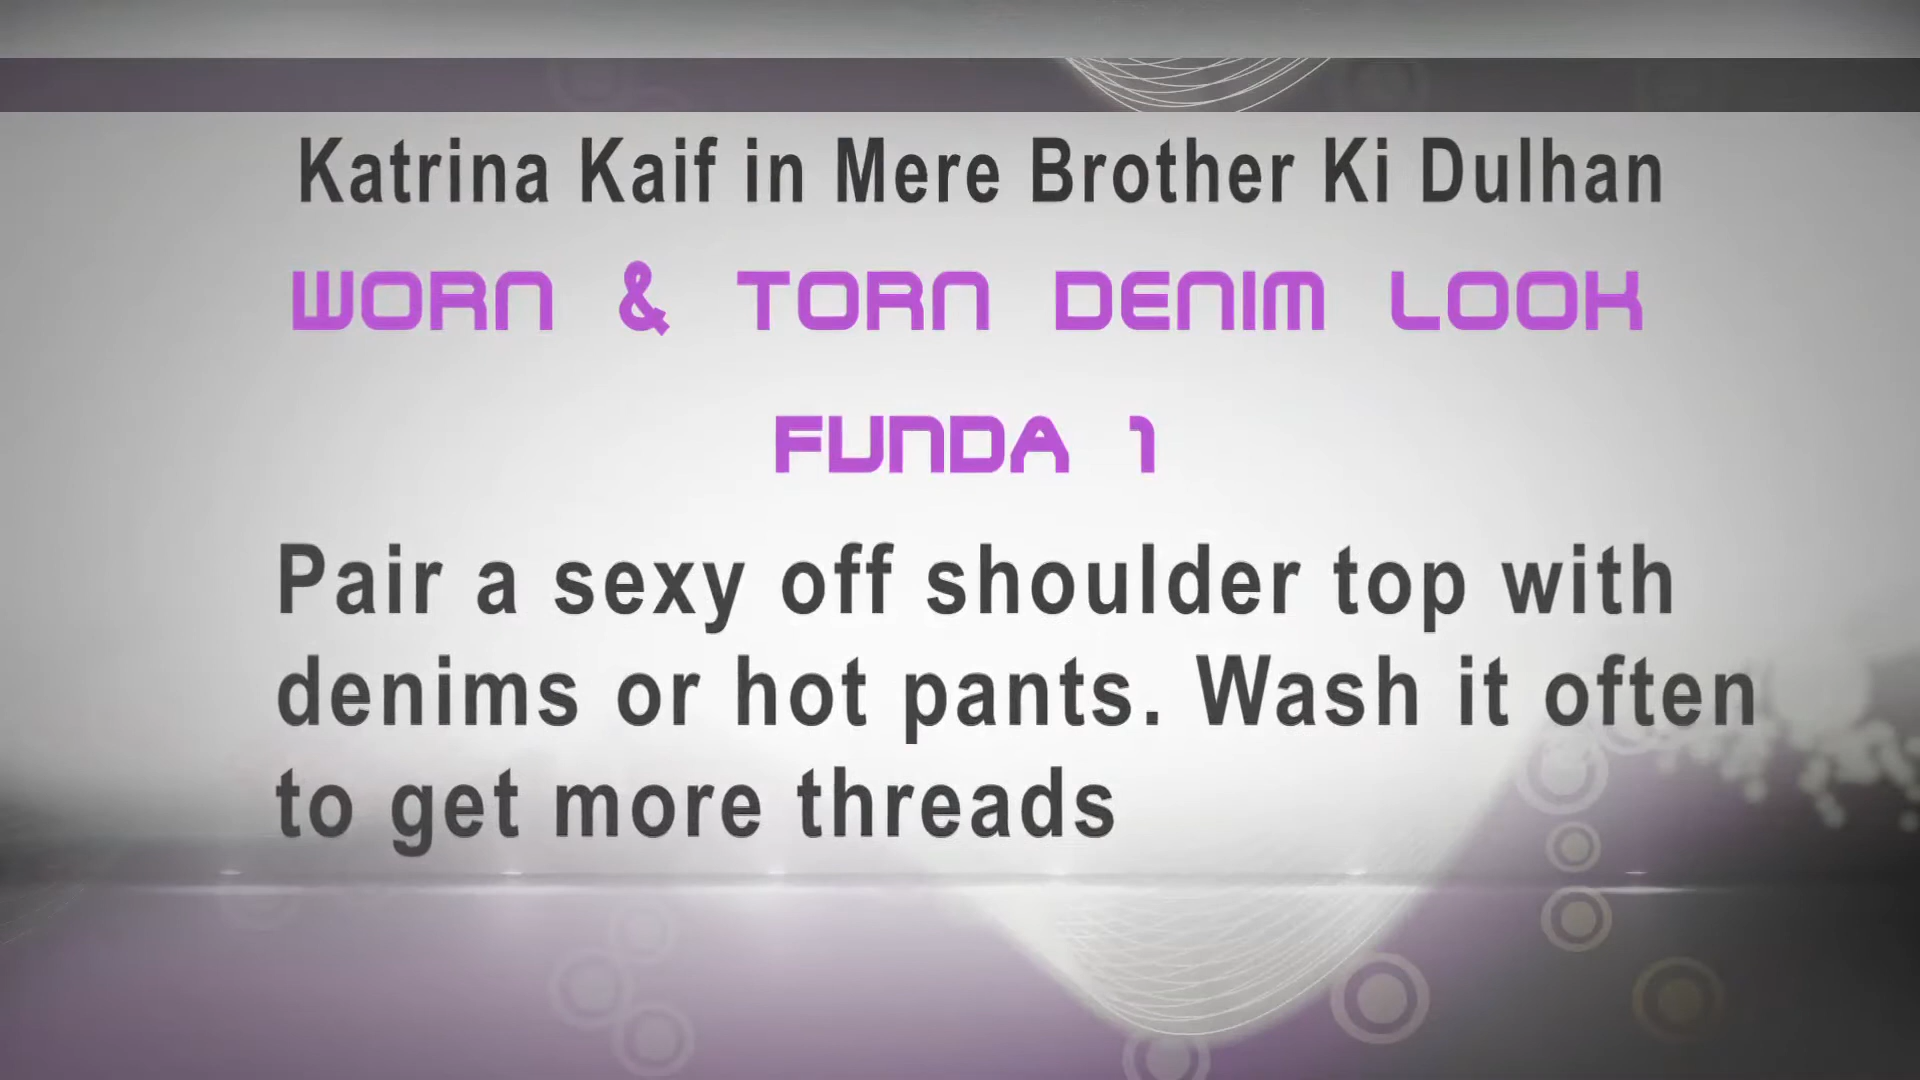 Katrina Kaif in Mere Brother Ki Dulhan
WORN & TORN DENIM LOOK
FUNDA 1
Pair a sexy off shoulder top with
denims or hot pants. Wash it often
to get more threads